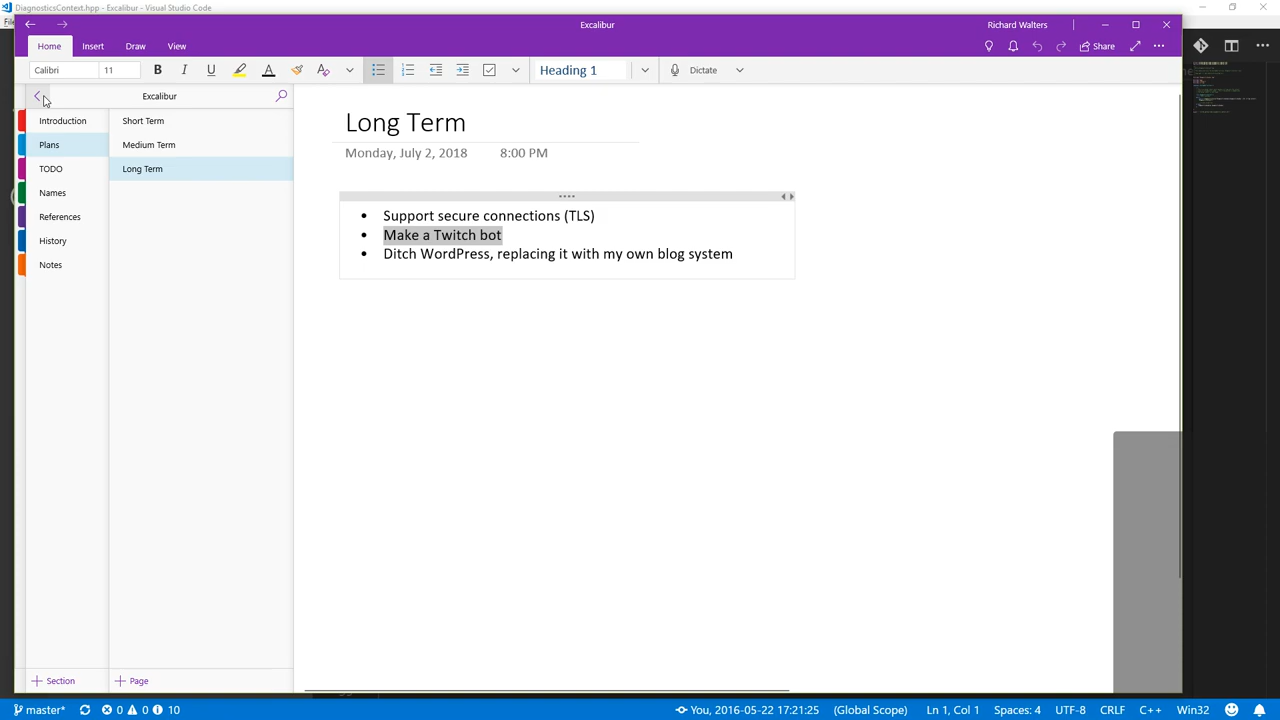 DiagnosticsContext.hpp - Excalibur - Visual Studio Code
Excalibur
Richard Walters
Home Insert Draw View
Share
Calibri 11 B I U A Heading 1 Dictate
Excalibur
Introduction
Plans
TODO
Names
References
History
Notes
Short Term
Medium Term
Long Term
Long Term
Monday, July 2, 2018 8:00 PM
• Support secure connections (TLS)
• Make a Twitch bot
• Ditch WordPress, replacing it with my own blog system
+ Section + Page
master* 0 0 10 You, 2016-05-22 17:21:25 (Global Scope) Ln 1, Col 1 Spaces: 4 UTF-8 CRLF C++ Win32